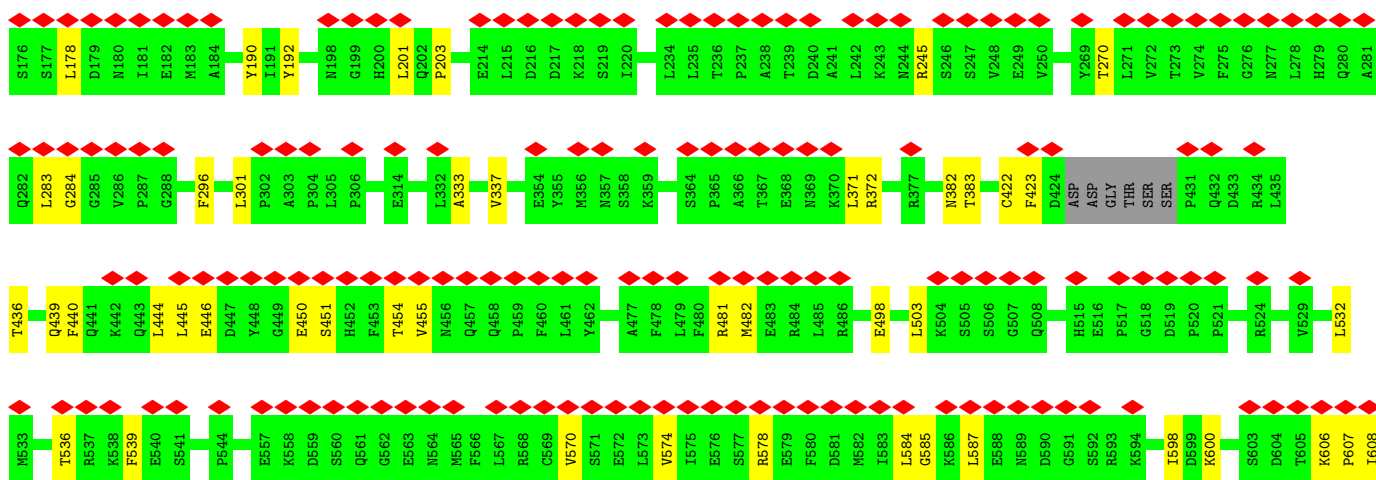 S176 S177 L178 D179 N180 I181 E182 M183 A184 Y190 I191 Y192 N198 G199 H200 L201 Q202 P203 E214 L215 D216 D217 K218 S219 I220 L234 L235 T236 P237 A238 T239 D240 A241 L242 K243 N244 R245 S246 S247 V248 E249 V250 Y269 T270 L271 V272 T273 V274 F275 G276 N277 L278 H279 Q280 A281
Q282 L283 G284 G285 V286 P287 G288 F296 L301 P302 A303 P304 L305 P306 E314 L332 A333 V337 E354 Y355 M356 N357 S358 K359 S364 P365 A366 T367 E368 N369 K370 L371 R372 R377 N382 T383 C422 F423 D424 ASP ASP GLY THR SER SER P431 Q432 D433 R434 L435
T436 Q439 F440 Q441 K442 Q443 L444 L445 E446 D447 Y448 G449 E450 S451 H452 F453 T454 V455 N456 Q457 Q458 P459 F460 L461 Y462 A477 P478 L479 F480 R481 M482 E483 R484 L485 R486 E498 L503 K504 S505 S506 G507 Q508 H515 E516 P517 G518 D519 P520 P521 R524 V529 L532
M533 T536 R537 K538 F539 E540 S541 P544 E557 K558 D559 S560 Q561 G562 E563 N564 M565 F566 L567 R568 C569 V570 S571 E572 L573 V574 I575 E576 S577 R578 E579 F580 D581 M582 I583 L584 G585 K586 L587 E588 N589 D590 G591 S592 R593 K594 I598 D599 K600 S603 D604 T605 K606 P607 I608